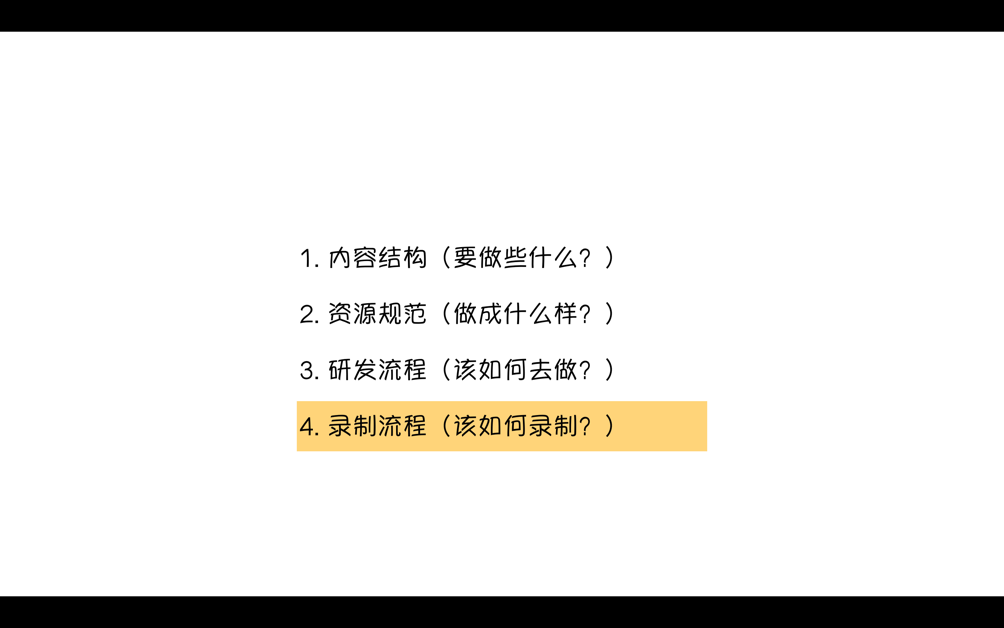 1. 内容结构（要做些什么？）
2. 资源规范（做成什么样？）
3. 研发流程（该如何去做？）
4. 录制流程（该如何录制？）